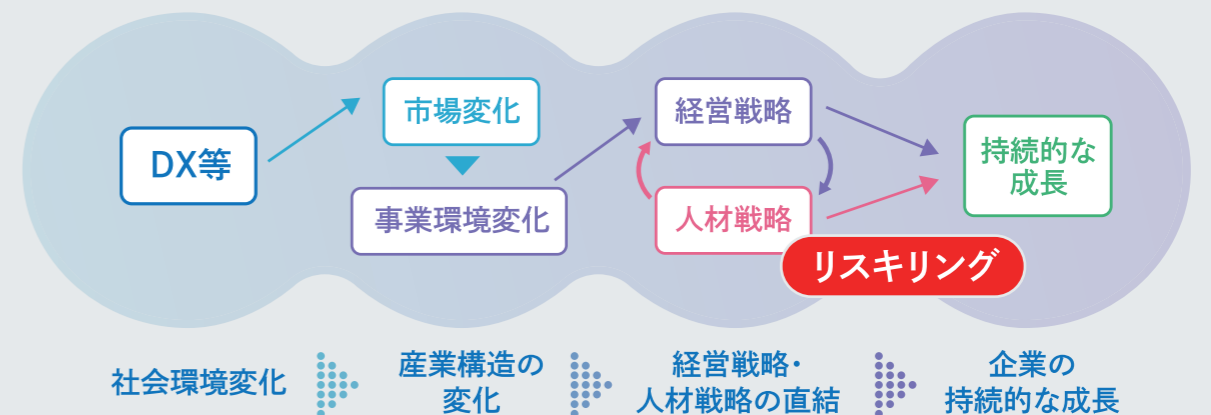 DX等
市場変化
事業環境変化
経営戦略
人材戦略
リスキリング
持続的な
成長
社会環境変化
産業構造の
変化
経営戦略・
人材戦略の直結
企業の
持続的な成長